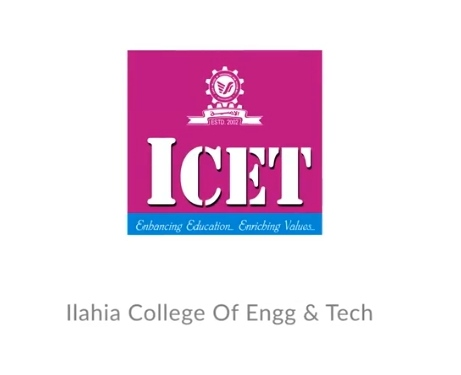 ESTD. 2002
ICET
Enhancing Education... Enriching Values...
Ilahia College Of Engg & Tech